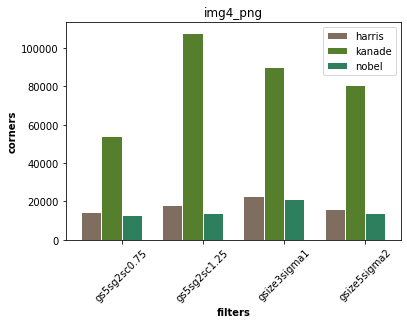 img4_png
harris
kanade
nobel
100000
80000
60000
40000
20000
0
corners
gs5sg2sc0.75
gs5sg2sc1.25
gsize3sigma1
gsize5sigma2
filters